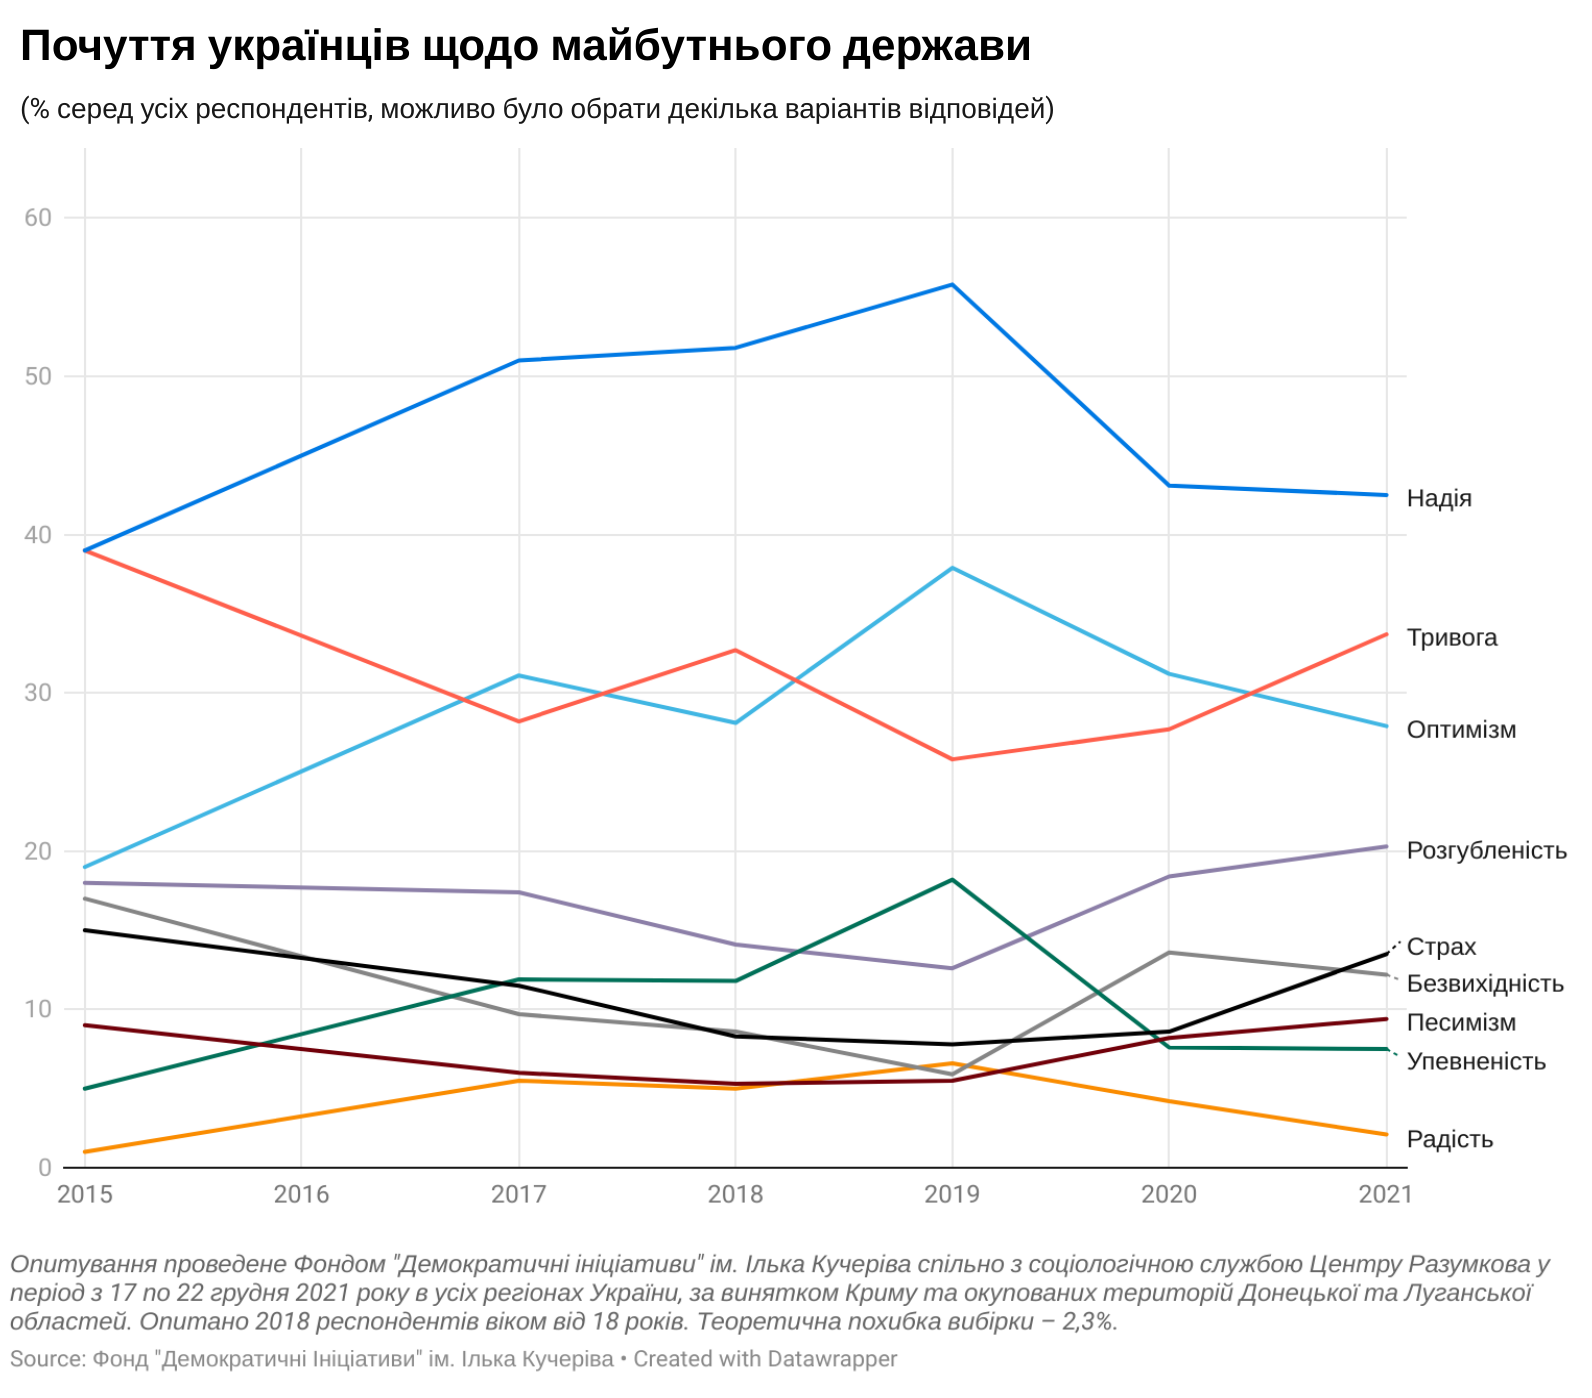 Почуття українців щодо майбутнього держави
(% серед усіх респондентів, можливо було обрати декілька варіантів відповідей)
60
50
40
30
20
10
0
Надія
Тривога
Оптимізм
Розгубленість
Страх
Безвихідність
Песимізм
Упевненість
Радість
2015 2016 2017 2018 2019 2020 2021
Опитування проведене Фондом "Демократичні ініціативи" ім. Ілька Кучеріва спільно з соціологічною службою Центру Разумкова у
період з 17 по 22 грудня 2021 року в усіх регіонах України, за винятком Криму та окупованих територій Донецької та Луганської
областей. Опитано 2018 респондентів віком від 18 років. Теоретична похибка вибірки – 2,3%.
Source: Фонд "Демократичні Ініціативи" ім. Ілька Кучеріва • Created with Datawrapper